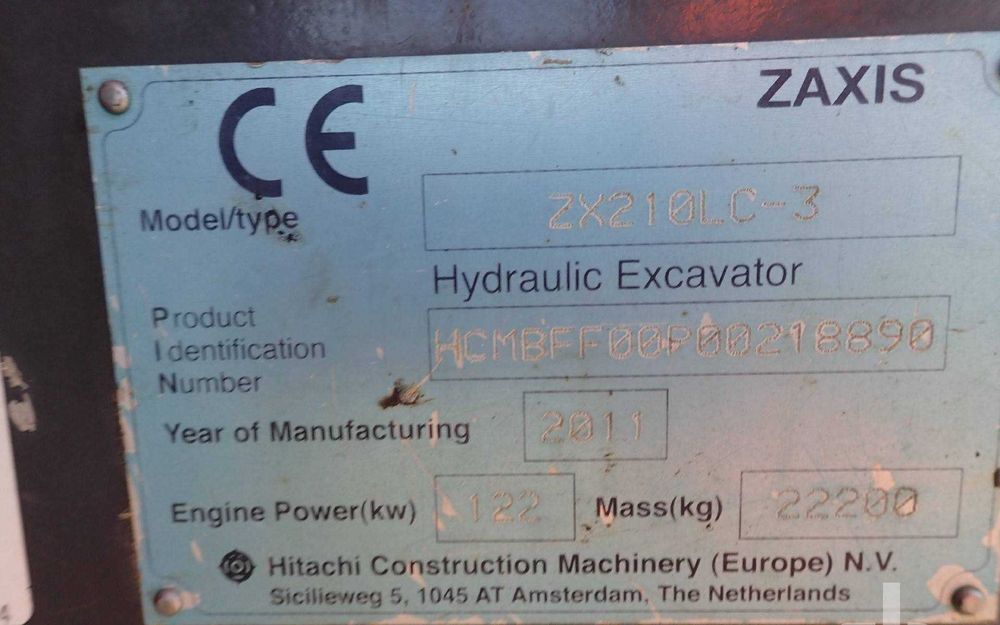 CE
ZAXIS
Model/type ZX210LC-3
Hydraulic Excavator
Product
Identification
Number
HCMBFF00P00218890
Year of Manufacturing 2011
Engine Power(kw) 122 Mass(kg) 22200
Hitachi Construction Machinery (Europe) N.V.
Sicilieweg 5, 1045 AT Amsterdam, The Netherlands